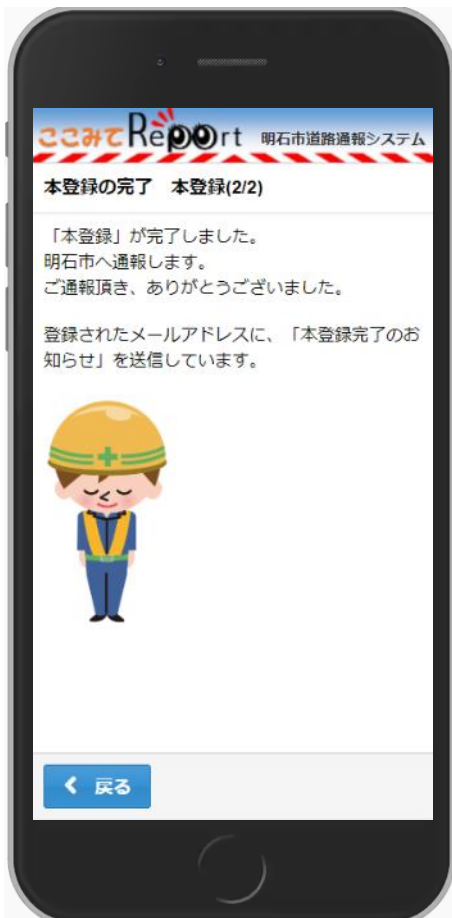 ここみてRepOrt 明石市道路通報システム
本登録の完了 本登録(2/2)
「本登録」が完了しました。
明石市へ通報します。
ご通報頂き、ありがとうございました。
登録されたメールアドレスに、「本登録完了のお
知らせ」を送信しています。
戻る